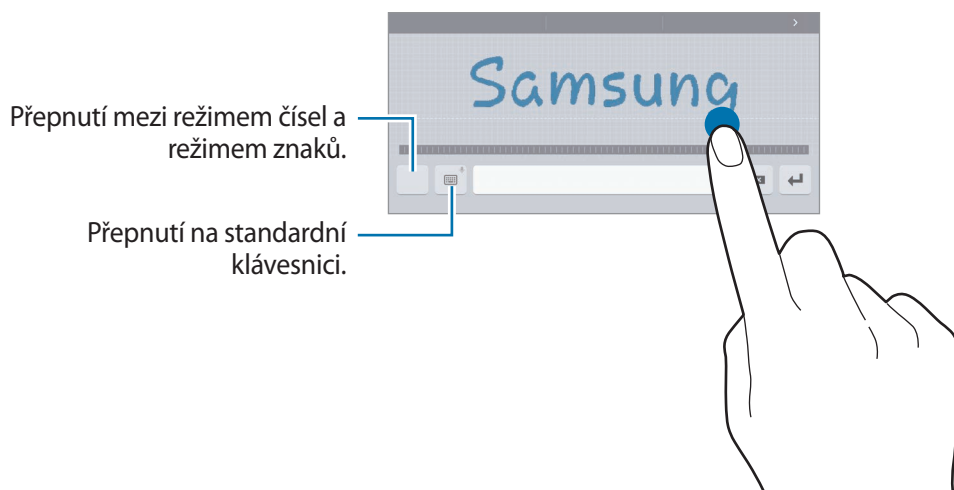 Samsung
Přepnutí mezi režimem čísel a
režimem znaků.
Přepnutí na standardní
klávesnici.